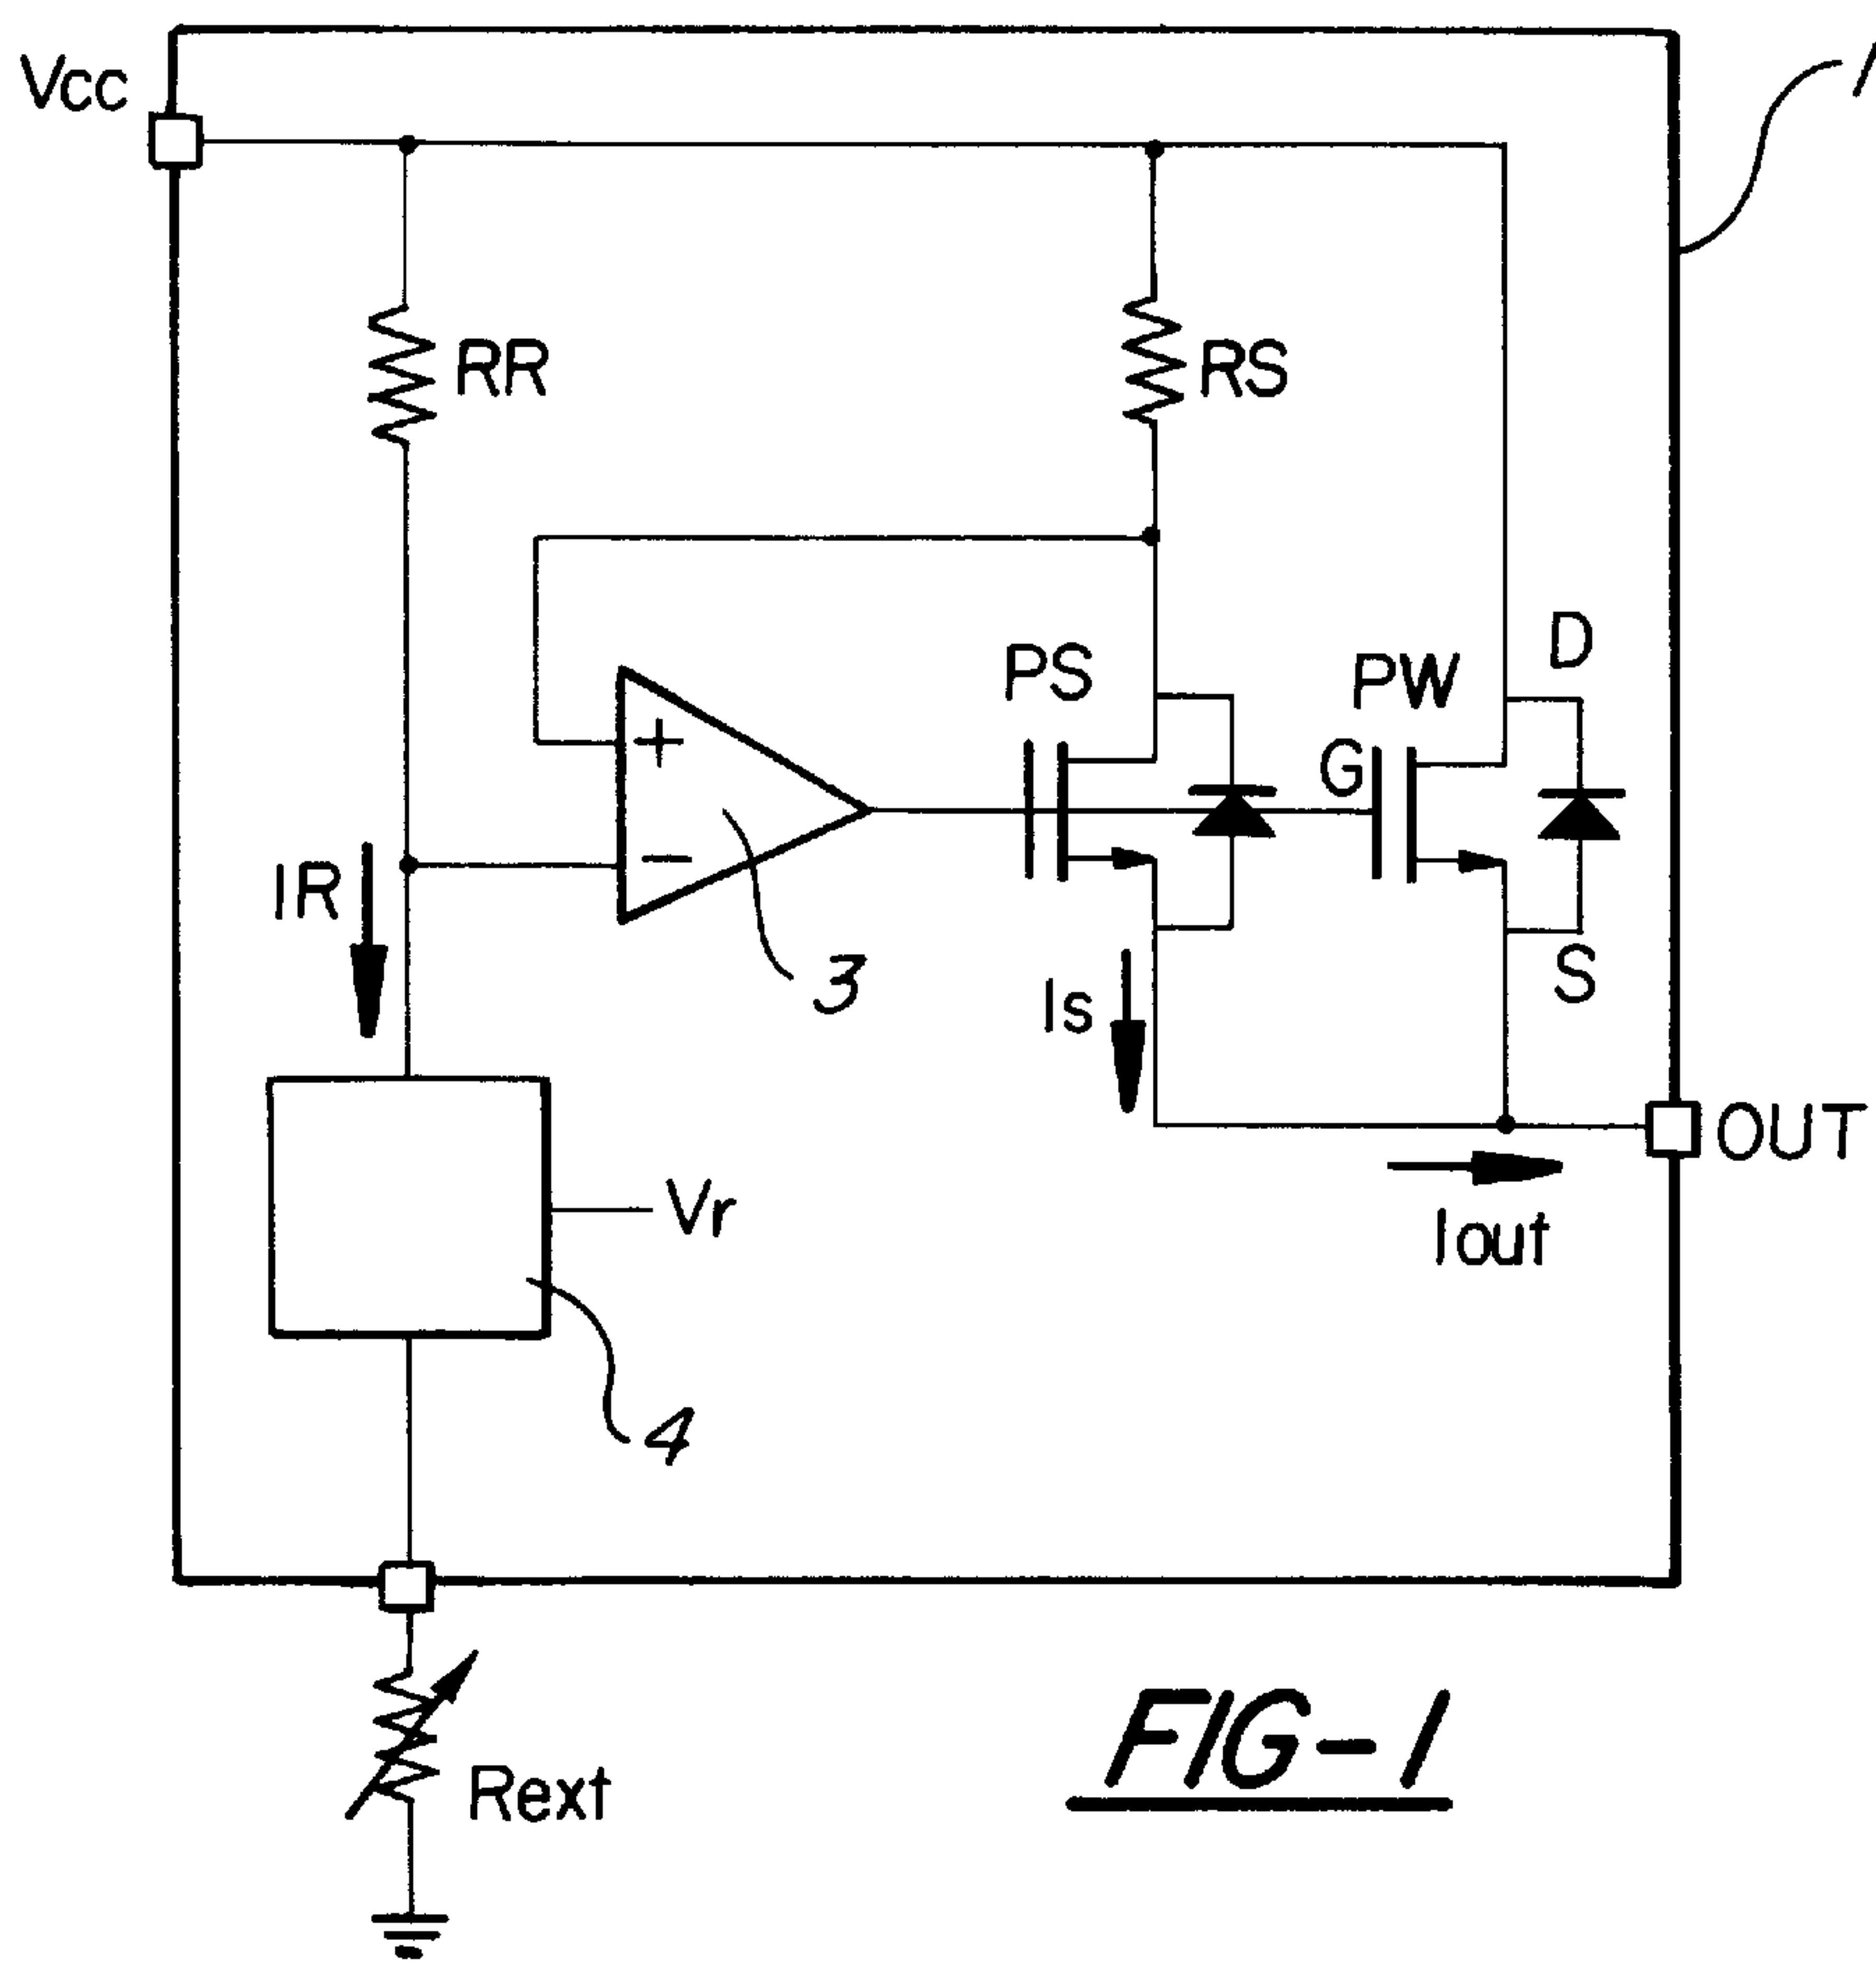 Vcc
1
RR
RS
D
PS
PW
G
+
IR
−
3
S
Is
OUT
Vr
Iout
4
Rext
FIG-1